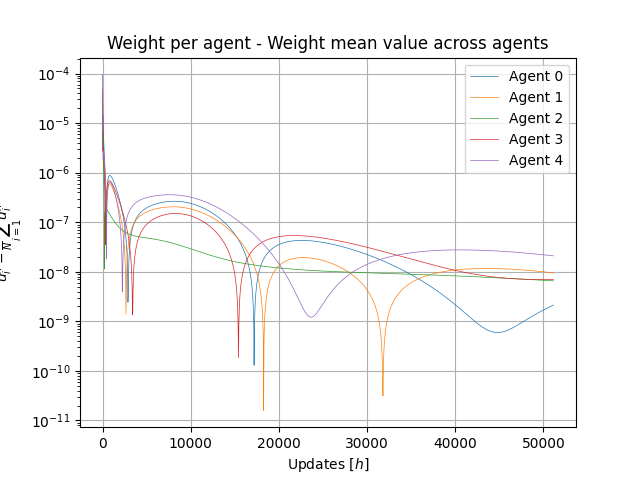 Weight per agent - Weight mean value across agents
10⁻⁴
10⁻⁵
10⁻⁶
10⁻⁷
10⁻⁸
10⁻⁹
10⁻¹⁰
10⁻¹¹
Agent 0
Agent 1
Agent 2
Agent 3
Agent 4
0 10000 20000 30000 40000 50000
Updates [h]